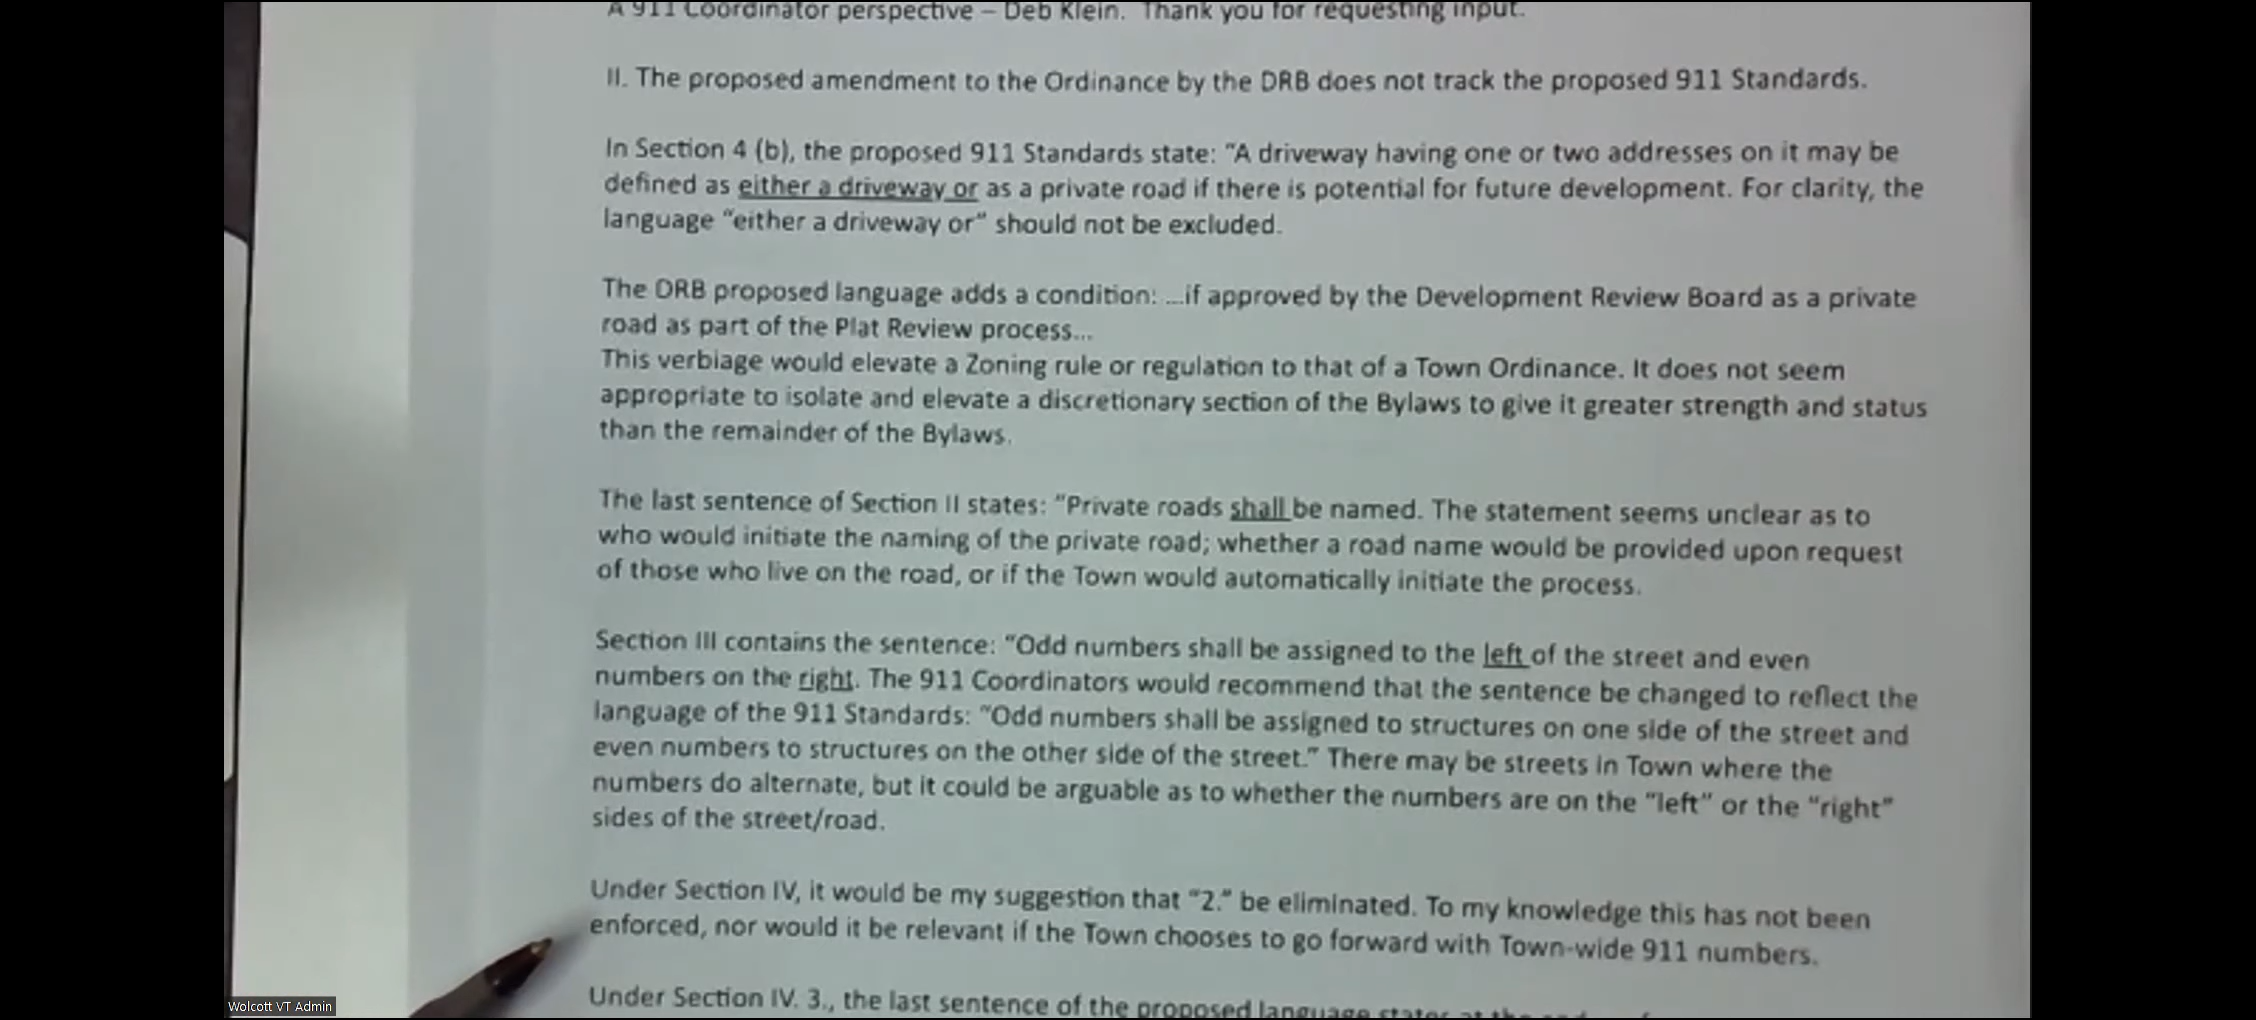 A 911 Coordinator perspective – Deb Klein. Thank you for requesting input.
II. The proposed amendment to the Ordinance by the DRB does not track the proposed 911 Standards.
In Section 4 (b), the proposed 911 Standards state: “A driveway having one or two addresses on it may be
defined as either a driveway or as a private road if there is potential for future development. For clarity, the
language “either a driveway or” should not be excluded.
The DRB proposed language adds a condition: ...if approved by the Development Review Board as a private
road as part of the Plat Review process...
This verbiage would elevate a Zoning rule or regulation to that of a Town Ordinance. It does not seem
appropriate to isolate and elevate a discretionary section of the Bylaws to give it greater strength and status
than the remainder of the Bylaws.
The last sentence of Section II states: “Private roads shall be named. The statement seems unclear as to
who would initiate the naming of the private road; whether a road name would be provided upon request
of those who live on the road, or if the Town would automatically initiate the process.
Section III contains the sentence: “Odd numbers shall be assigned to the left of the street and even
numbers on the right. The 911 Coordinators would recommend that the sentence be changed to reflect the
language of the 911 Standards: “Odd numbers shall be assigned to structures on one side of the street and
even numbers to structures on the other side of the street.” There may be streets in Town where the
numbers do alternate, but it could be arguable as to whether the numbers are on the “left” or the “right”
sides of the street/road.
Under Section IV, it would be my suggestion that “2.” be eliminated. To my knowledge this has not been
enforced, nor would it be relevant if the Town chooses to go forward with Town-wide 911 numbers.
Under Section IV. 3., the last sentence of the proposed language states
Wolcott VT Admin